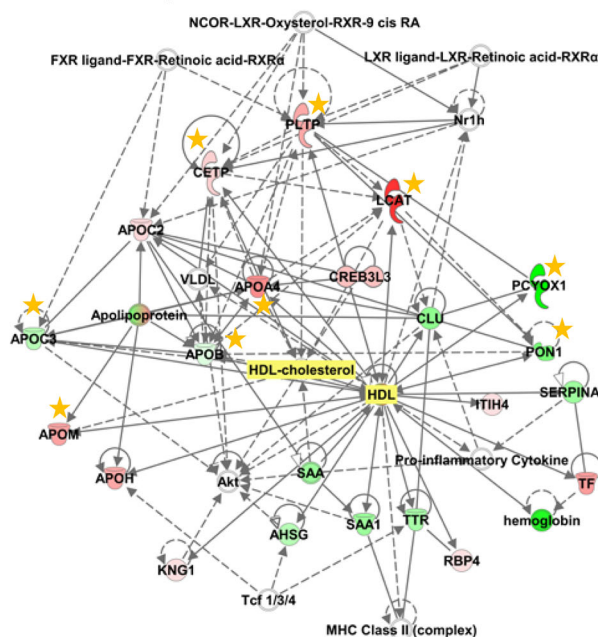 NCOR-LXR-Oxysterol-RXR-9 cis RA
FXR ligand-FXR-Retinoic acid-RXRα
LXR ligand-LXR-Retinoic acid-RXRα
PLTP
Nr1h
CETP
LCAT
APOC2
VLDL
APOA4
CREB3L3
PCYOX1
Apolipoprotein
CLU
APOC3
APOB
PON1
HDL-cholesterol
HDL
SERPINA
ITIH4
APOM
Pro-inflammatory Cytokine
APOH
Akt
SAA
TF
SAA1
TTR
hemoglobin
AHSG
RBP4
KNG1
Tcf 1/3/4
MHC Class II (complex)